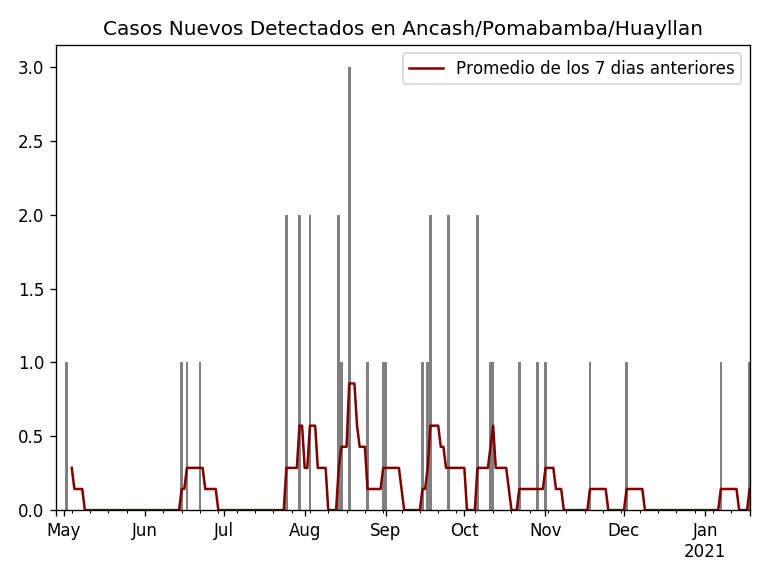 Casos Nuevos Detectados en Ancash/Pomabamba/Huayllan
Promedio de los 7 dias anteriores
3.0
2.5
2.0
1.5
1.0
0.5
0.0
May Jun Jul Aug Sep Oct Nov Dec Jan
2021